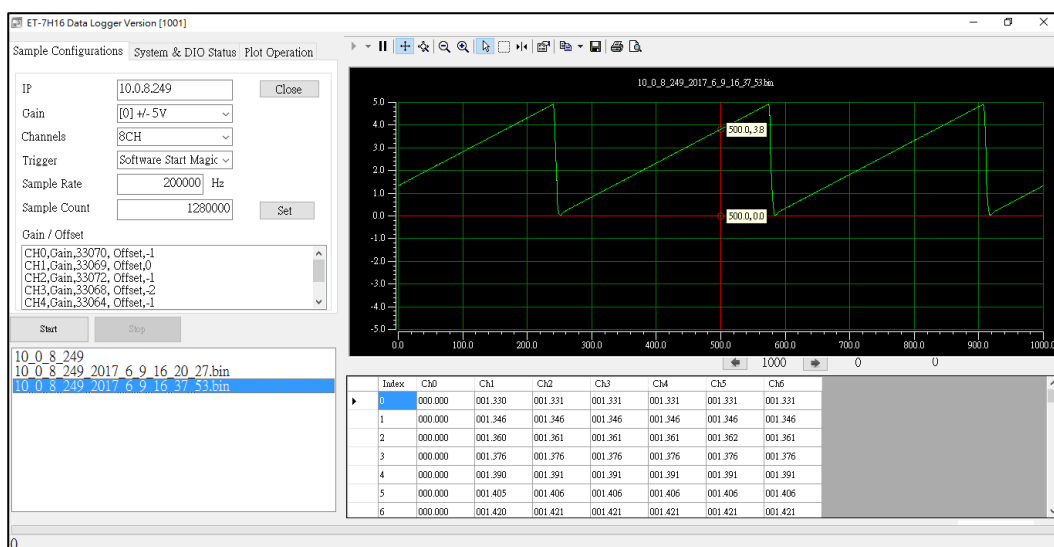 ET-7H16 Data Logger Version [1001]
Sample Configurations System & DIO Status Plot Operation
IP 10.0.8.249 Close
Gain [0] +/- 5V
Channels 8CH
Trigger Software Start Magic
Sample Rate 200000 Hz
Sample Count 1280000 Set
Gain / Offset
CH0,Gain,33070, Offset,-1
CH1,Gain,33069, Offset,0
CH2,Gain,33072, Offset,-1
CH3,Gain,33068, Offset,-2
CH4,Gain,33064, Offset,-1
Start Stop
10_0_8_249
10_0_8_249_2017_6_9_16_20_27.bin
10_0_8_249_2017_6_9_16_37_53.bin
10_0_8_249_2017_6_9_16_37_53.bin
5.0
4.0
500.0, 3.8
3.0
2.0
1.0
0.0
500.0, 0.0
-1.0
-2.0
-3.0
-4.0
-5.0
0.0 100.0 200.0 300.0 400.0 500.0 600.0 700.0 800.0 900.0 1000.0
1000 0 0
Index Ch0 Ch1 Ch2 Ch3 Ch4 Ch5 Ch6
0 000.000 001.330 001.331 001.331 001.331 001.331 001.331
1 000.000 001.346 001.346 001.346 001.346 001.346 001.346
2 000.000 001.360 001.361 001.361 001.361 001.362 001.361
3 000.000 001.376 001.376 001.376 001.376 001.376 001.376
4 000.000 001.390 001.391 001.391 001.391 001.391 001.391
5 000.000 001.405 001.406 001.406 001.406 001.406 001.406
6 000.000 001.420 001.421 001.421 001.421 001.421 001.421
0